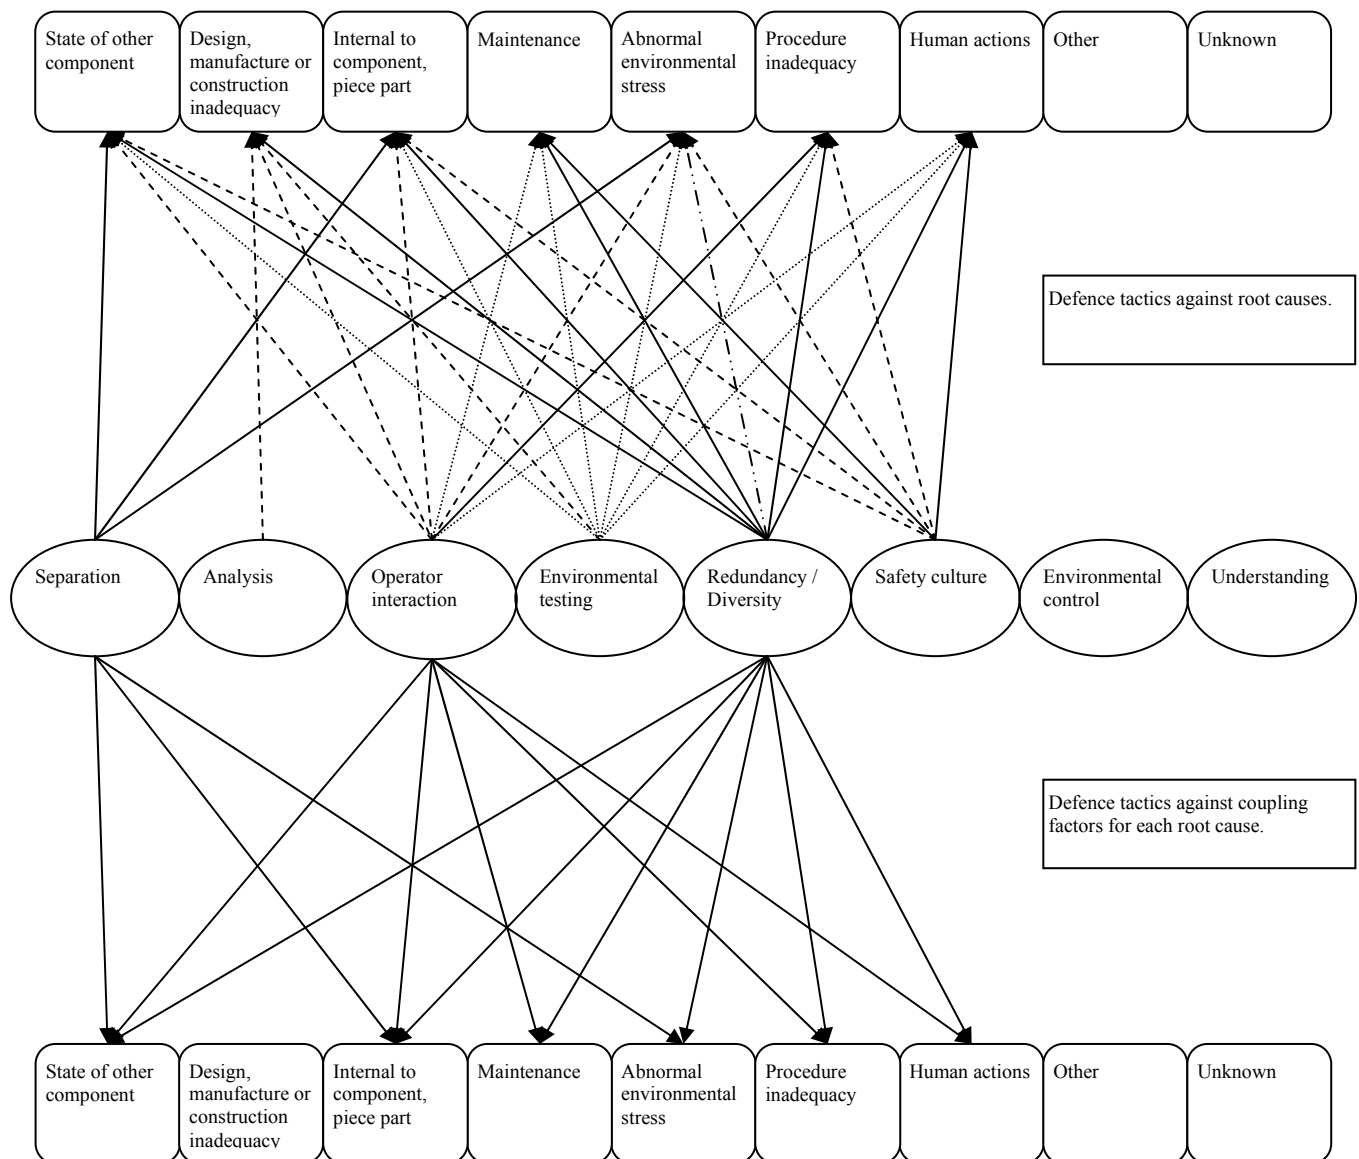 State of other
component
Design,
manufacture or
construction
inadequacy
Internal to
component,
piece part
Maintenance
Abnormal
environmental
stress
Procedure
inadequacy
Human actions
Other
Unknown
Defence tactics against root causes.
Separation
Analysis
Operator
interaction
Environmental
testing
Redundancy /
Diversity
Safety culture
Environmental
control
Understanding
Defence tactics against coupling
factors for each root cause.
State of other
component
Design,
manufacture or
construction
inadequacy
Internal to
component,
piece part
Maintenance
Abnormal
environmental
stress
Procedure
inadequacy
Human actions
Other
Unknown